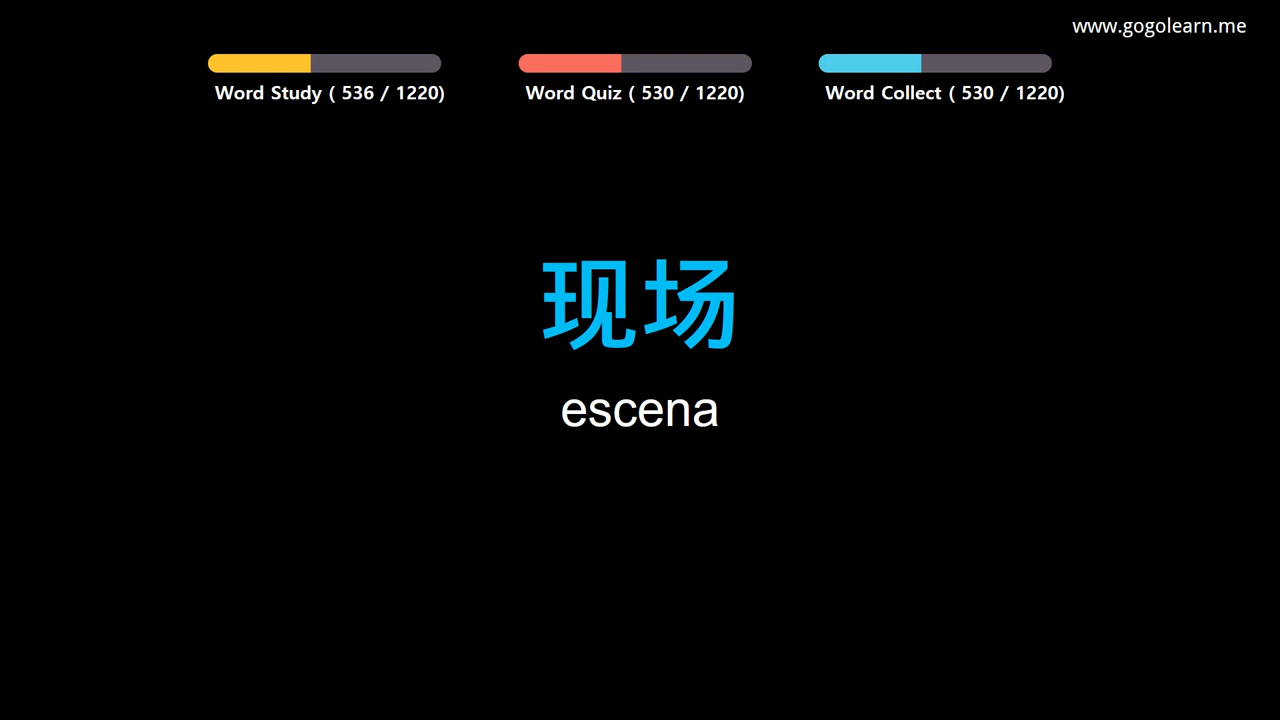 www.gogolearn.me
Word Study ( 536 / 1220)
Word Quiz ( 530 / 1220)
Word Collect ( 530 / 1220)
现场
escena